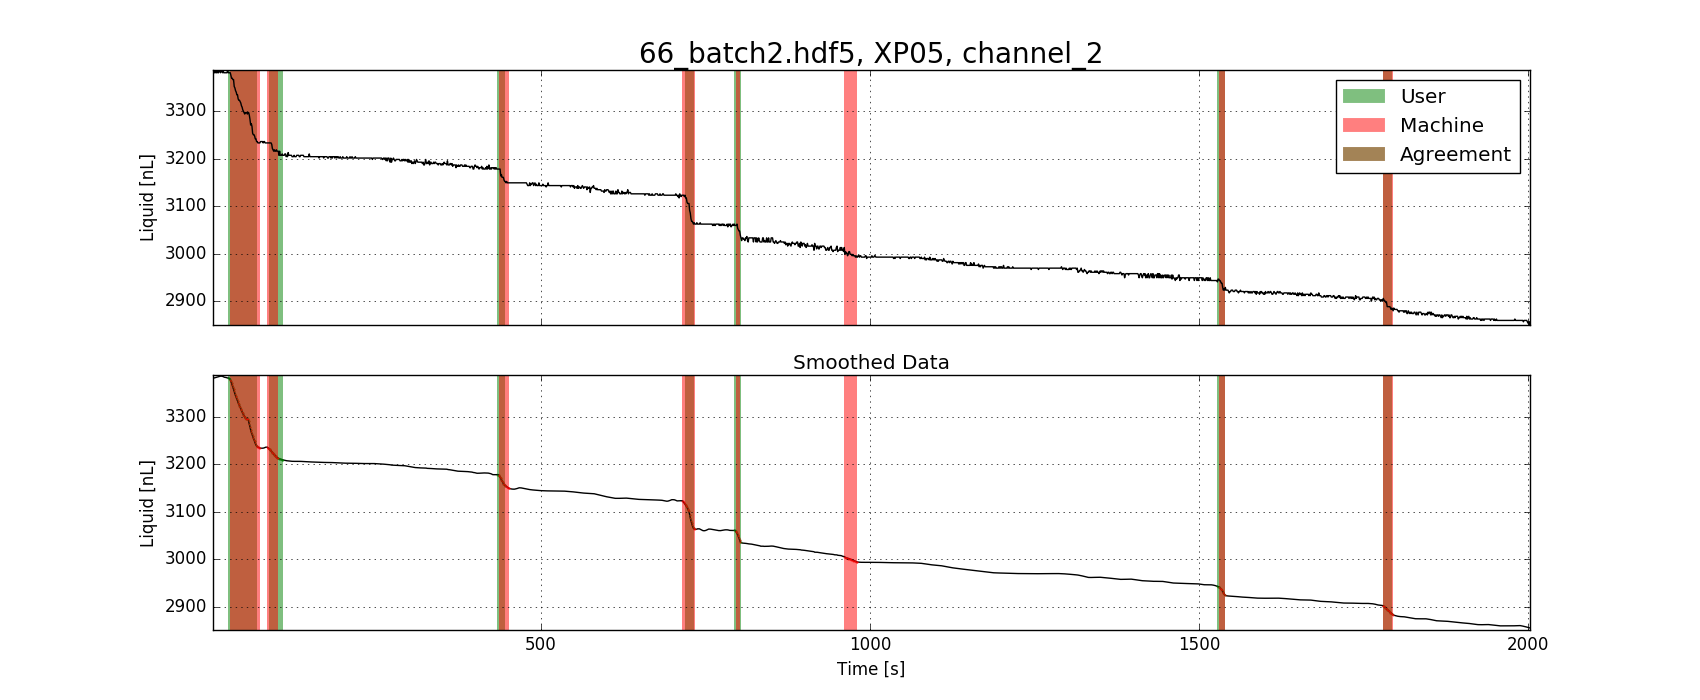 66_batch2.hdf5, XP05, channel_2
3300
3200
3100
3000
2900
Liquid [nL]
User
Machine
Agreement
Smoothed Data
3300
3200
3100
3000
2900
Liquid [nL]
500
1000
1500
2000
Time [s]